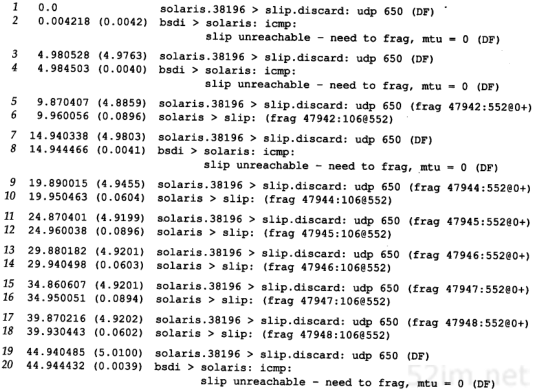 1 0.0 solaris.38196 > slip.discard: udp 650 (DF)
2 0.004218 (0.0042) bsdi > solaris: icmp:
slip unreachable - need to frag, mtu = 0 (DF)
3 4.980528 (4.9763) solaris.38196 > slip.discard: udp 650 (DF)
4 4.984503 (0.0040) bsdi > solaris: icmp:
slip unreachable - need to frag, mtu = 0 (DF)
5 9.870407 (4.8859) solaris.38196 > slip.discard: udp 650 (frag 47942:552@0+)
6 9.960056 (0.0896) solaris > slip: (frag 47942:106@552)
7 14.940338 (4.9803) solaris.38196 > slip.discard: udp 650 (DF)
8 14.944466 (0.0041) bsdi > solaris: icmp:
slip unreachable - need to frag, mtu = 0 (DF)
9 19.890015 (4.9455) solaris.38196 > slip.discard: udp 650 (frag 47944:552@0+)
10 19.950463 (0.0604) solaris > slip: (frag 47944:106@552)
11 24.870401 (4.9199) solaris.38196 > slip.discard: udp 650 (frag 47945:552@0+)
12 24.960038 (0.0896) solaris > slip: (frag 47945:106@552)
13 29.880182 (4.9201) solaris.38196 > slip.discard: udp 650 (frag 47946:552@0+)
14 29.940498 (0.0603) solaris > slip: (frag 47946:106@552)
15 34.860607 (4.9201) solaris.38196 > slip.discard: udp 650 (frag 47947:552@0+)
16 34.950051 (0.0894) solaris > slip: (frag 47947:106@552)
17 39.870216 (4.9202) solaris.38196 > slip.discard: udp 650 (frag 47948:552@0+)
18 39.930443 (0.0602) solaris > slip: (frag 47948:106@552)
19 44.940485 (5.0100) solaris.38196 > slip.discard: udp 650 (DF)
20 44.944432 (0.0039) bsdi > solaris: icmp:
slip unreachable - need to frag, mtu = 0 (DF)
52im.net